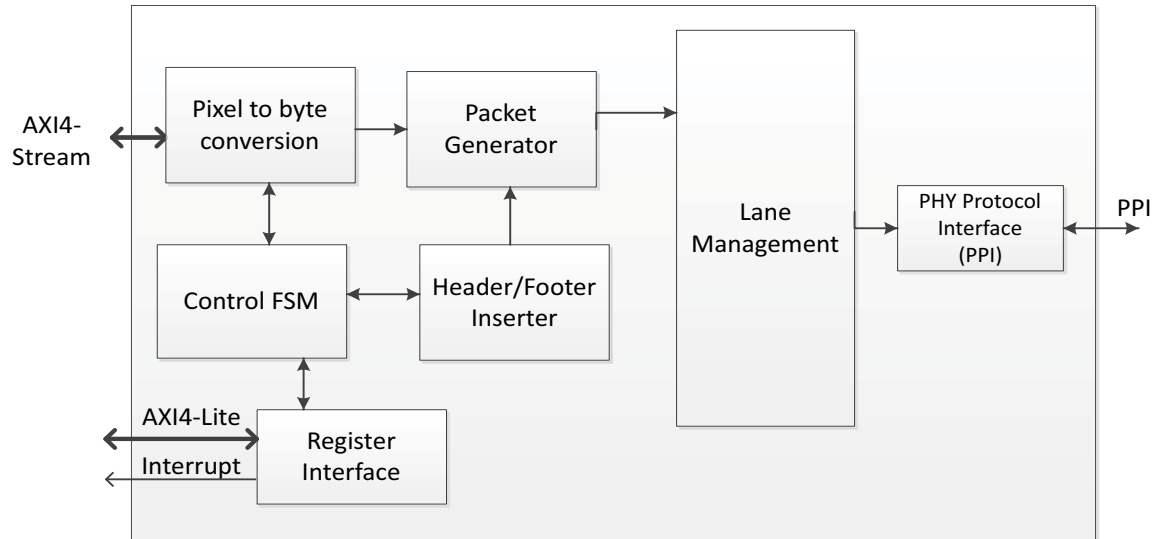 AXI4-
Stream
Pixel to byte
conversion
Packet
Generator
Lane
Management
PHY Protocol
Interface
(PPI)
PPI
Control FSM
Header/Footer
Inserter
AXI4-Lite
Interrupt
Register
Interface